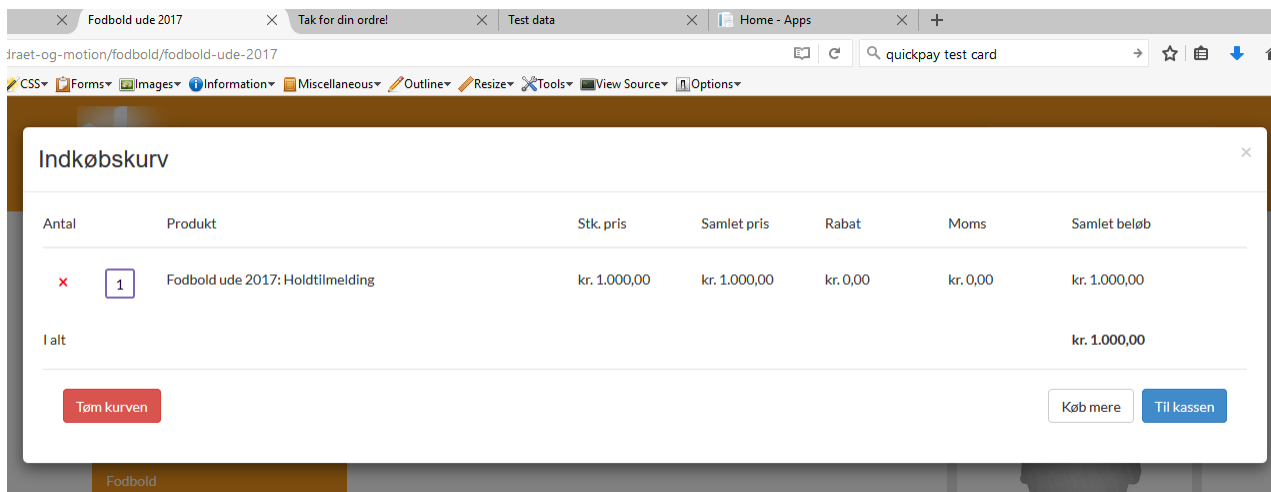 Fodbold ude 2017 Tak for din ordre! Test data Home - Apps
draet-og-motion/fodbold/fodbold-ude-2017 quickpay test card
CSS Forms Images Information Miscellaneous Outline Resize Tools View Source Options
Indkøbskurv
Antal Produkt Stk. pris Samlet pris Rabat Moms Samlet beløb
1 Fodbold ude 2017: Holdtilmelding kr. 1.000,00 kr. 1.000,00 kr. 0,00 kr. 0,00 kr. 1.000,00
I alt kr. 1.000,00
Tøm kurven Køb mere Til kassen
Fodbold